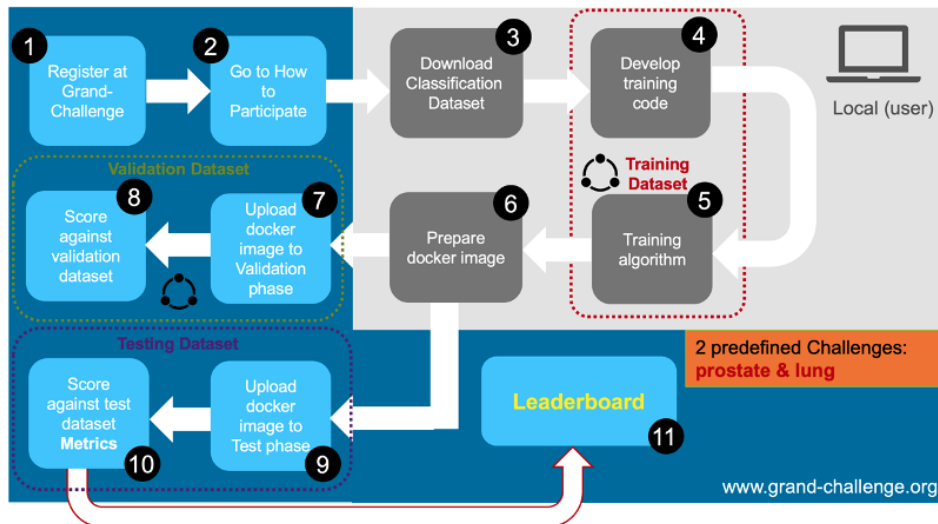 1
Register at
Grand-
Challenge
2
Go to How
to
Participate
3
Download
Classification
Dataset
4
Develop
training
code
Local (user)
Validation Dataset
Training
Dataset
8
Score
against
validation
dataset
7
Upload
docker
image to
Validation
phase
6
Prepare
docker image
5
Training
algorithm
Testing Dataset
2 predefined Challenges:
prostate & lung
Score
against test
dataset
Metrics
10
Upload
docker
image to
Test phase
9
Leaderboard
11
www.grand-challenge.org